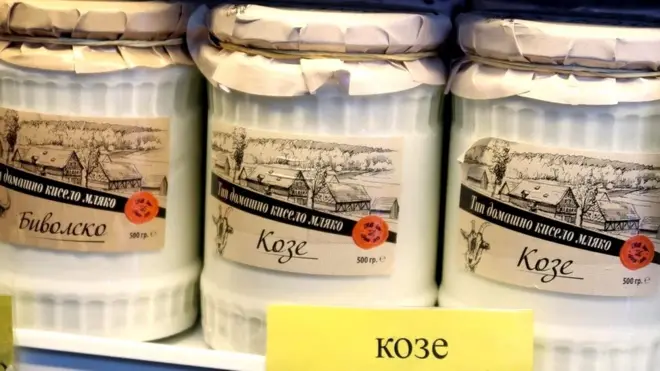 Тип домашно кисело мляко
Биволско
500 гр. ℮
Тип домашно кисело мляко
Козе
500 гр. ℮
Тип домашно кисело мляко
Козе
500 гр. ℮
козе